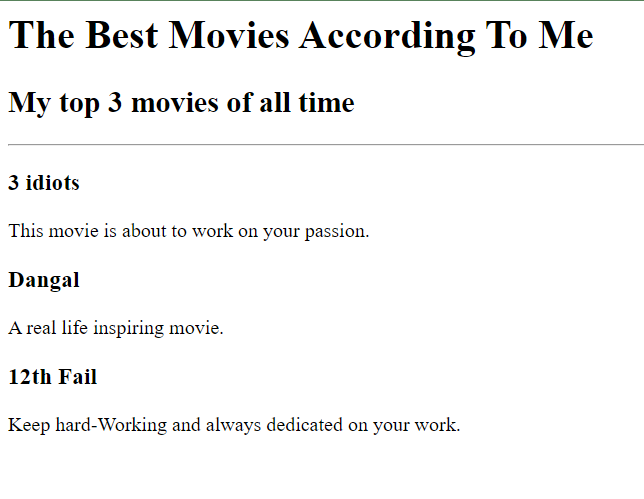 The Best Movies According To Me
My top 3 movies of all time
3 idiots
This movie is about to work on your passion.
Dangal
A real life inspiring movie.
12th Fail
Keep hard-Working and always dedicated on your work.